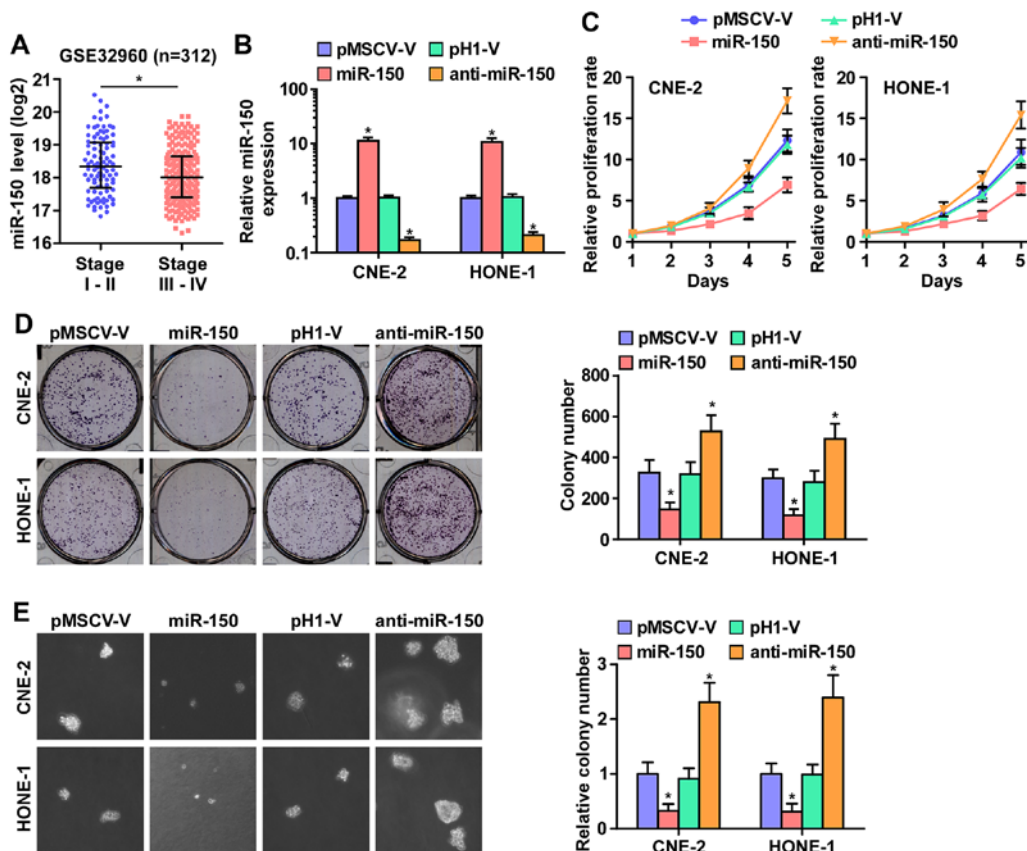 A
GSE32960 (n=312)
*
miR-150 level (log2)
21
20
19
18
17
16
Stage I - II
Stage III - IV
B
pMSCV-V
pH1-V
miR-150
anti-miR-150
Relative miR-150 expression
100
10
1
0.1
*
*
*
*
CNE-2
HONE-1
C
pMSCV-V
pH1-V
miR-150
anti-miR-150
CNE-2
Relative proliferation rate
20
15
10
5
0
1 2 3 4 5
Days
HONE-1
Relative proliferation rate
20
15
10
5
0
1 2 3 4 5
Days
D
pMSCV-V miR-150 pH1-V anti-miR-150
CNE-2
HONE-1
pMSCV-V
pH1-V
miR-150
anti-miR-150
Colony number
800
600
400
200
0
*
*
*
*
CNE-2
HONE-1
E
pMSCV-V miR-150 pH1-V anti-miR-150
CNE-2
HONE-1
pMSCV-V
pH1-V
miR-150
anti-miR-150
Relative colony number
3
2
1
0
*
*
*
*
CNE-2
HONE-1